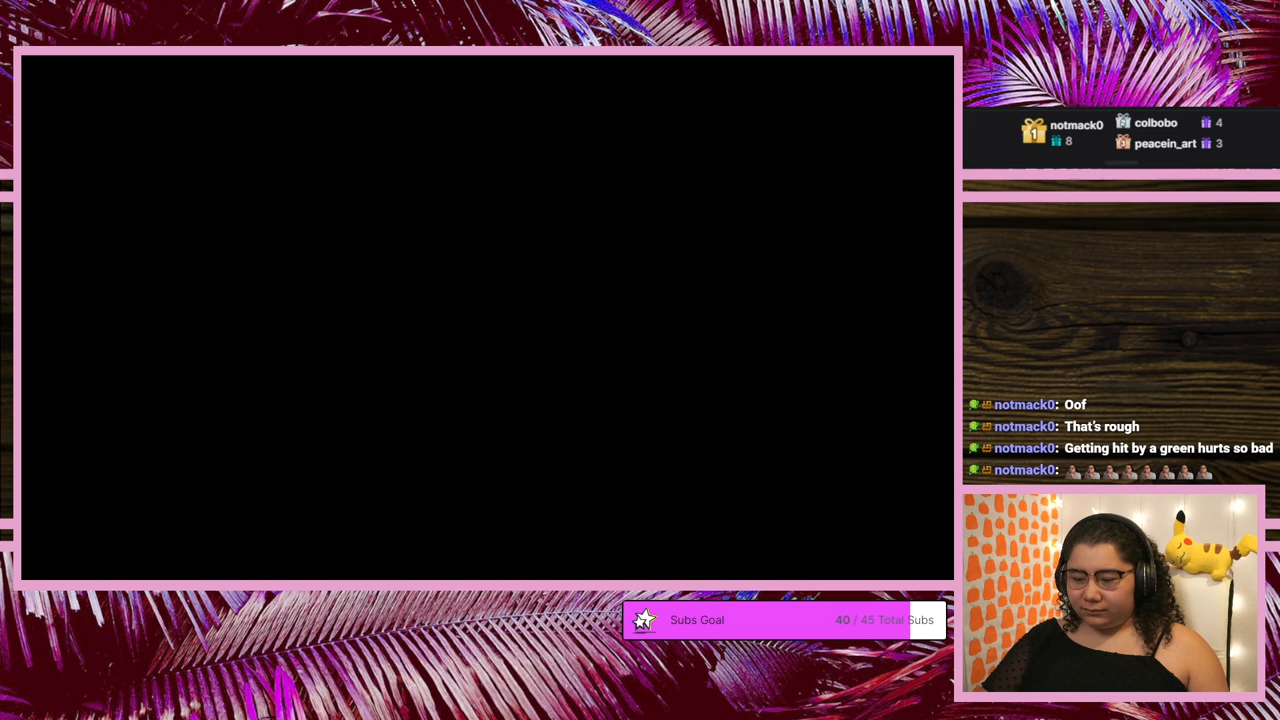 notmack0
8
colbobo
4
peacein_art
3
notmack0: Oof
notmack0: That's rough
notmack0: Getting hit by a green hurts so bad
notmack0:
Subs Goal
40 / 45 Total Subs